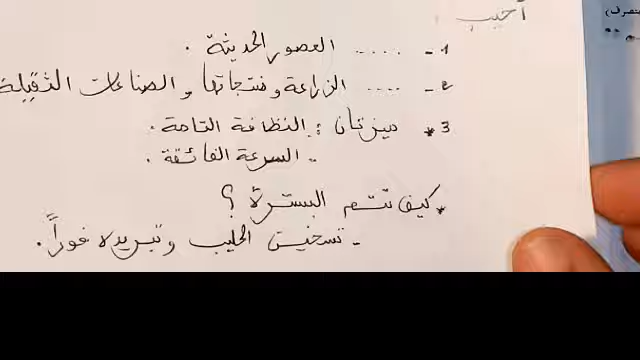 أجيب
1- .... العصور الحديثة .
2- .... الزراعة ومنتجاتها والصناعات الثقيلة
3* ميزتان : النظافة التامة .
- السرعة الفائقة .
* كيف تتم البسترة ؟
- تسخين الحليب وتبريده فوراً .